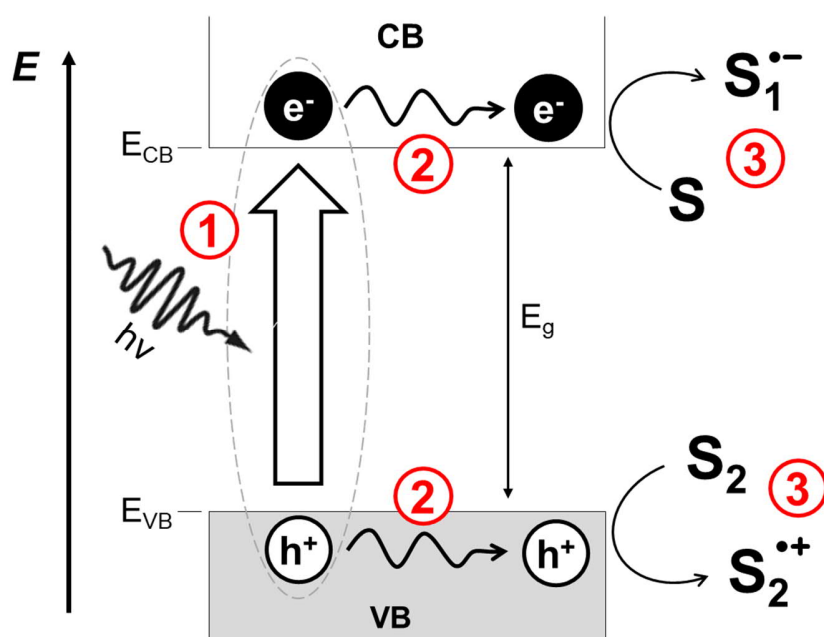 E
CB
e⁻
e⁻
S₁•⁻
E_CB
2
3
S
1
hν
E_g
2
S₂
3
E_VB
h⁺
h⁺
S₂•⁺
VB